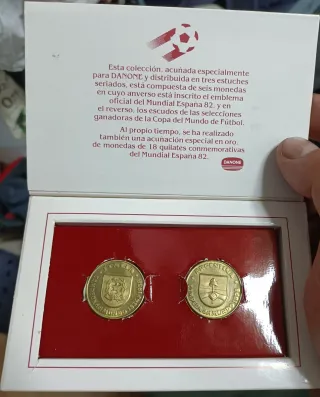 Esta colección, acuñada especialmente
para DANONE y distribuida en tres estuches
seriados, está compuesta de seis monedas
en cuyo anverso está inscrito el emblema
oficial del Mundial España 82, y en el
reverso, los escudos de las selecciones
ganadoras de la Copa del Mundo de Fútbol.
Al propio tiempo, se ha realizado
también una acuñación especial en oro,
de monedas de 18 quilates conmemorativas
del Mundial España 82.
DANONE